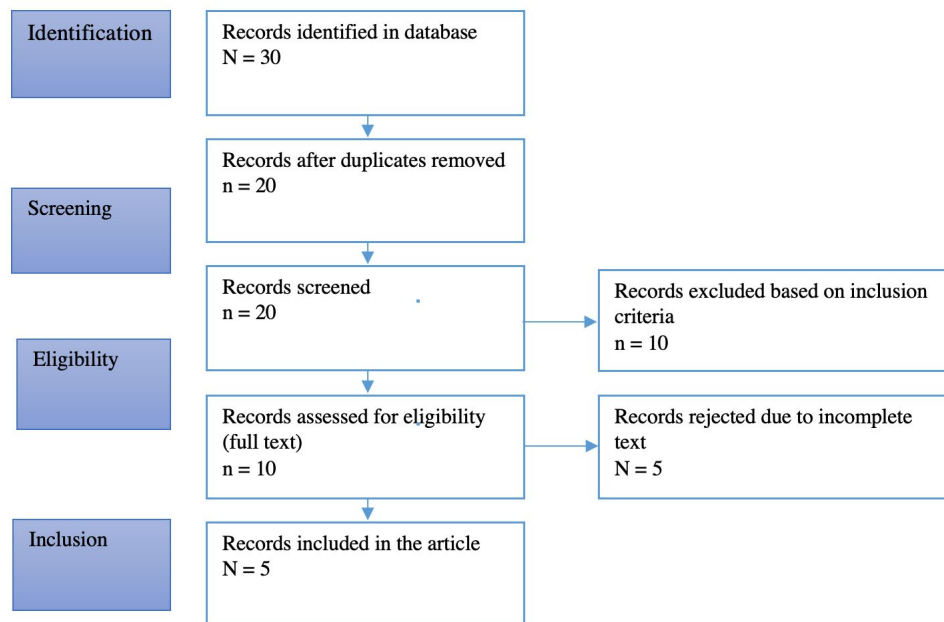 Identification
Records identified in database
N = 30
Records after duplicates removed
n = 20
Screening
Records screened
n = 20
Records excluded based on inclusion
criteria
n = 10
Eligibility
Records assessed for eligibility
(full text)
n = 10
Records rejected due to incomplete
text
N = 5
Inclusion
Records included in the article
N = 5